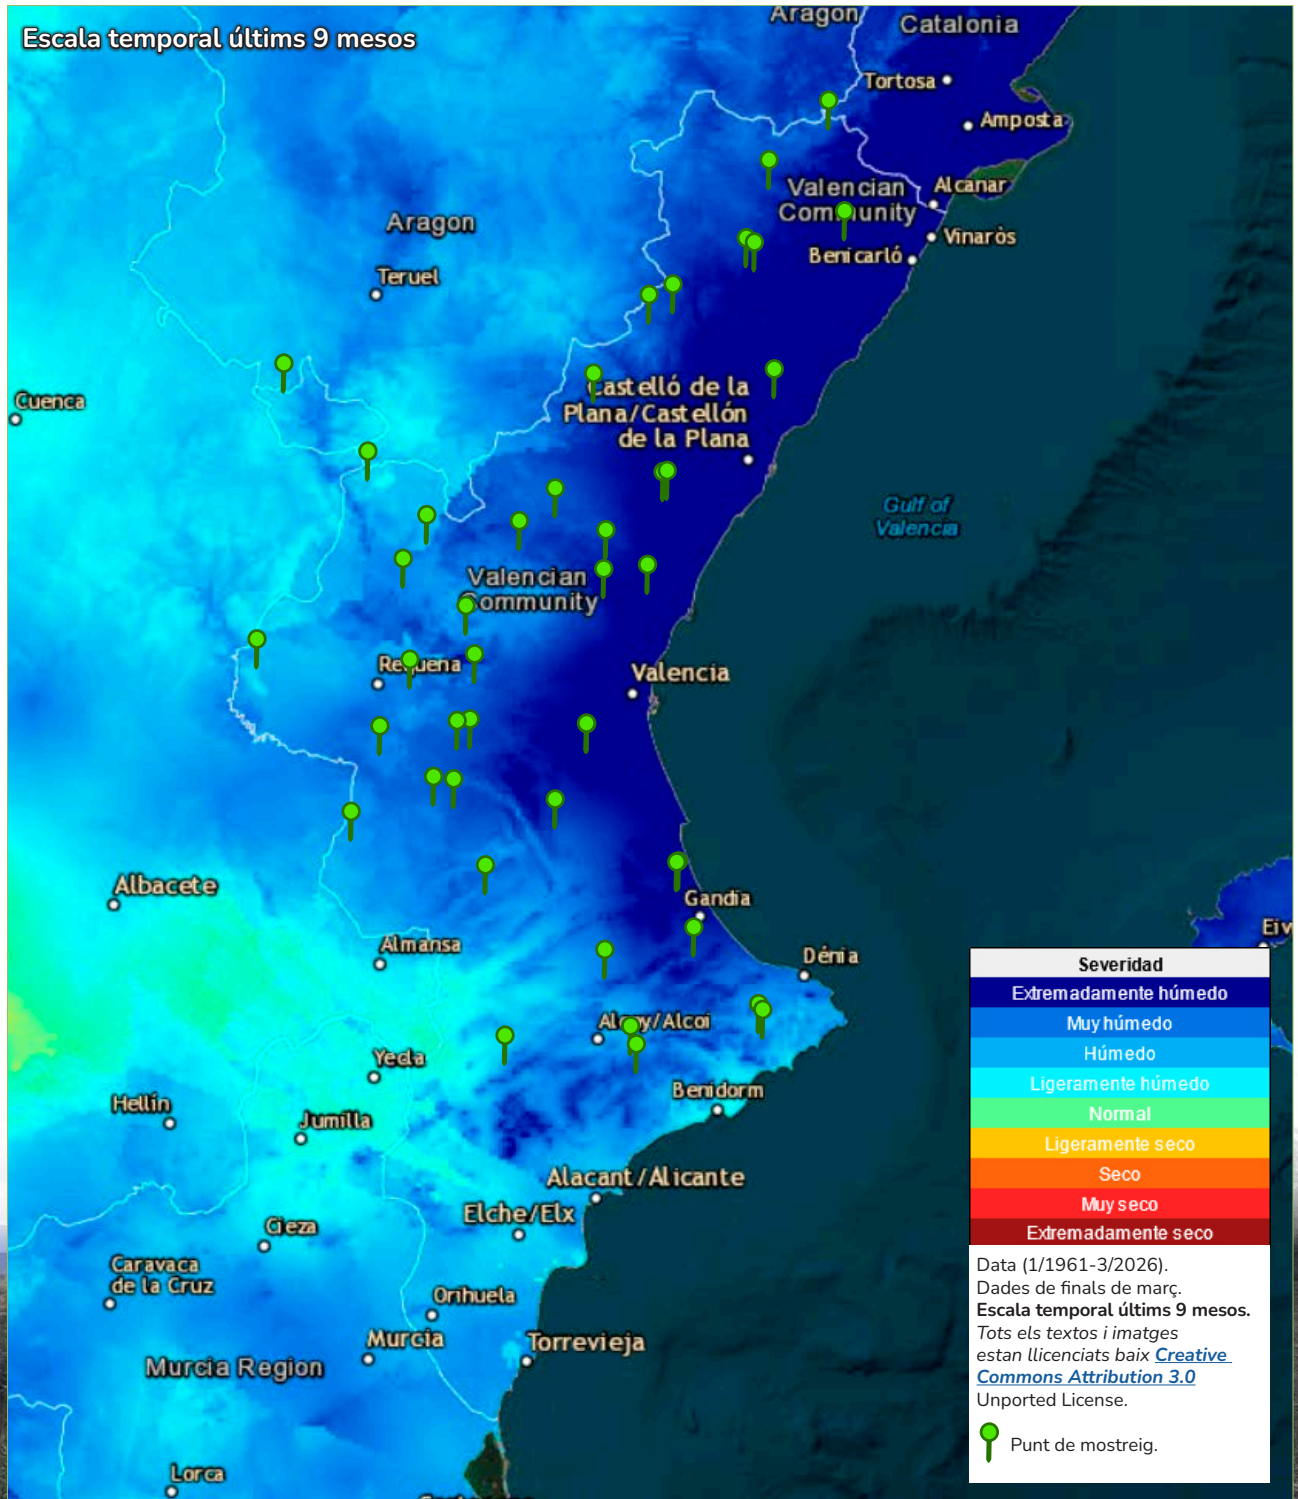 Escala temporal últims 9 mesos
Aragon
Catalonia
Tortosa
Amposta
Valencian
Community
Alcanar
Vinaròs
Benicarló
Aragon
Teruel
Cuenca
Castelló de la
Plana/Castellón
de la Plana
Gulf of
Valencia
Valencian
Community
Requena
Valencia
Albacete
Gandia
Almansa
Dénia
Alcoy/Alcoi
Yecla
Hellín
Jumilla
Benidorm
Alacant/Alicante
Elche/Elx
Cieza
Caravaca
de la Cruz
Orihuela
Murcia
Torrevieja
Murcia Region
Lorca
Eiv
Severidad
Extremadamente húmedo
Muy húmedo
Húmedo
Ligeramente húmedo
Normal
Ligeramente seco
Seco
Muy seco
Extremadamente seco
Data (1/1961-3/2026).
Dades de finals de març.
Escala temporal últims 9 mesos.
Tots els textos i imatges
estan llicenciats baix Creative
Commons Attribution 3.0
Unported License.
Punt de mostreig.